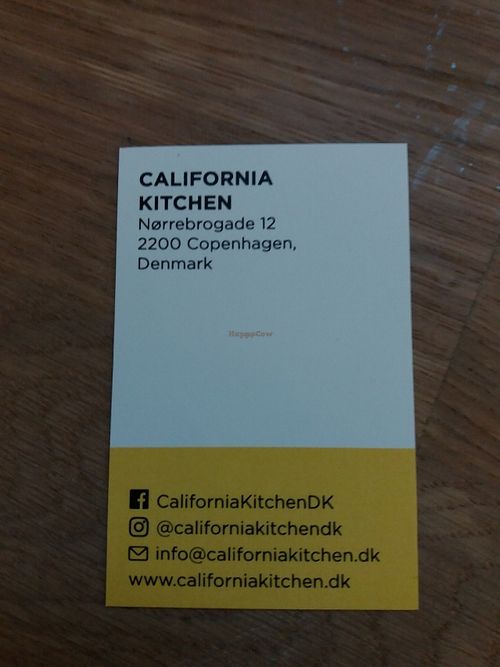 CALIFORNIA
KITCHEN
Nørrebrogade 12
2200 Copenhagen,
Denmark
HappyCow
CaliforniaKitchenDK
@californiakitchendk
info@californiakitchen.dk
www.californiakitchen.dk